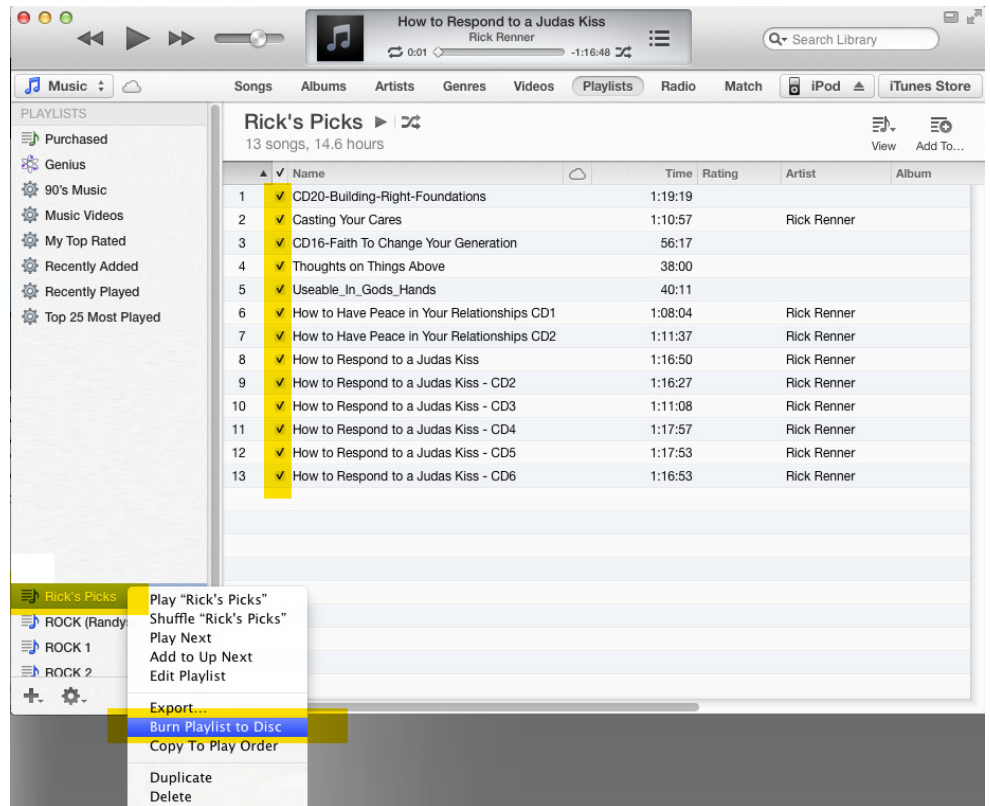 How to Respond to a Judas Kiss
Rick Renner
0:01 -1:16:48
Search Library
Music Songs Albums Artists Genres Videos Playlists Radio Match iPod iTunes Store
PLAYLISTS
Purchased
Genius
90's Music
Music Videos
My Top Rated
Recently Added
Recently Played
Top 25 Most Played
Rick's Picks
13 songs, 14.6 hours
View Add To...
Name Time Rating Artist Album
1 CD20-Building-Right-Foundations 1:19:19
2 Casting Your Cares 1:10:57 Rick Renner
3 CD16-Faith To Change Your Generation 56:17
4 Thoughts on Things Above 38:00
5 Useable_In_Gods_Hands 40:11
6 How to Have Peace in Your Relationships CD1 1:08:04 Rick Renner
7 How to Have Peace in Your Relationships CD2 1:11:37 Rick Renner
8 How to Respond to a Judas Kiss 1:16:50 Rick Renner
9 How to Respond to a Judas Kiss - CD2 1:16:27 Rick Renner
10 How to Respond to a Judas Kiss - CD3 1:11:08 Rick Renner
11 How to Respond to a Judas Kiss - CD4 1:17:57 Rick Renner
12 How to Respond to a Judas Kiss - CD5 1:17:53 Rick Renner
13 How to Respond to a Judas Kiss - CD6 1:16:53 Rick Renner
Rick's Picks
ROCK (Randy
ROCK 1
ROCK 2
Play “Rick's Picks”
Shuffle “Rick's Picks”
Play Next
Add to Up Next
Edit Playlist
Export...
Burn Playlist to Disc
Copy To Play Order
Duplicate
Delete